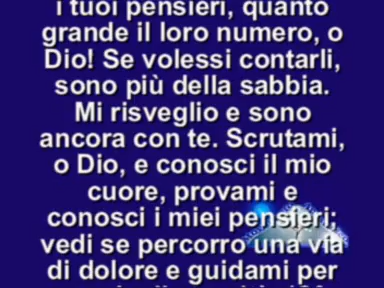 i tuoi pensieri, quanto
grande il loro numero, o
Dio! Se volessi contarli,
sono più della sabbia.
Mi risveglio e sono
ancora con te. Scrutami,
o Dio, e conosci il mio
cuore, provami e
conosci i miei pensieri;
vedi se percorro una via
di dolore e guidami per